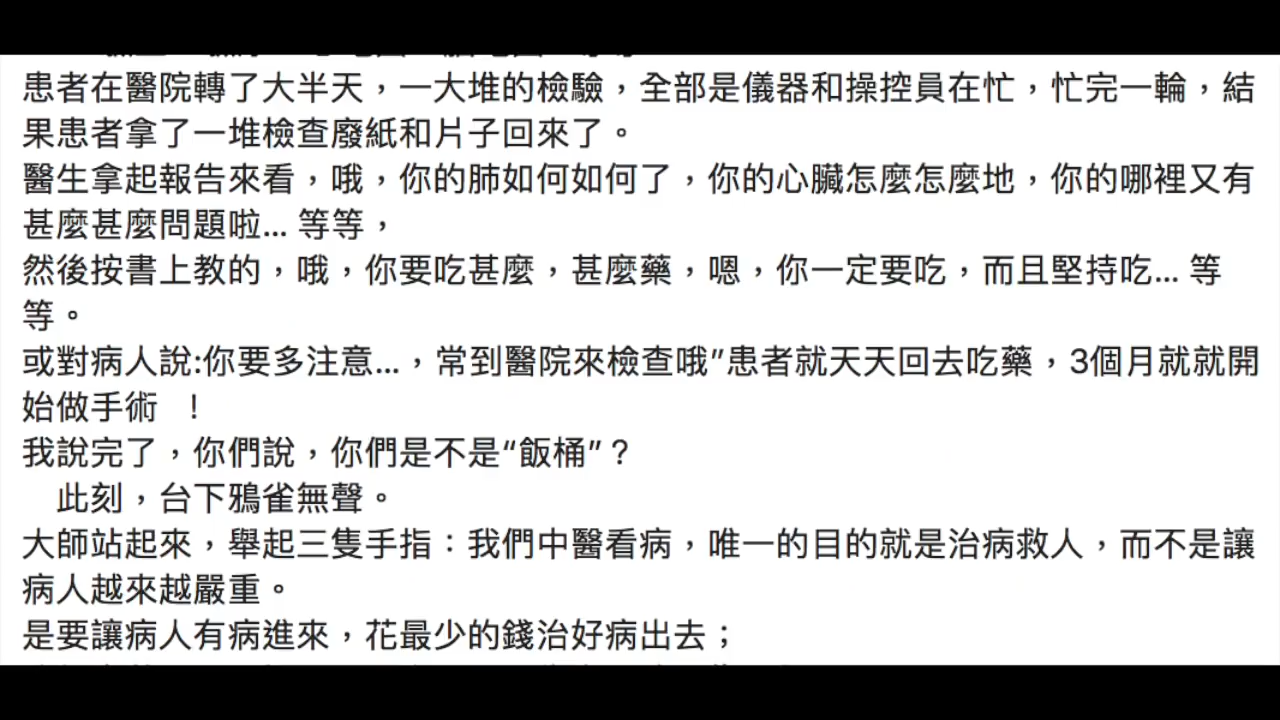 患者在醫院轉了大半天，一大堆的檢驗，全部是儀器和操控員在忙，忙完一輪，結
果患者拿了一堆檢查廢紙和片子回來了。
醫生拿起報告來看，哦，你的肺如何如何了，你的心臟怎麼怎麼地，你的哪裡又有
甚麼甚麼問題啦... 等等，
然後按書上教的，哦，你要吃甚麼，甚麼藥，嗯，你一定要吃，而且堅持吃... 等
等。
或對病人說:你要多注意...，常到醫院來檢查哦”患者就天天回去吃藥，3個月就就開
始做手術 ！
我說完了，你們說，你們是不是“飯桶”？
此刻，台下鴉雀無聲。
大師站起來，舉起三隻手指：我們中醫看病，唯一的目的就是治病救人，而不是讓
病人越來越嚴重。
是要讓病人有病進來，花最少的錢治好病出去；